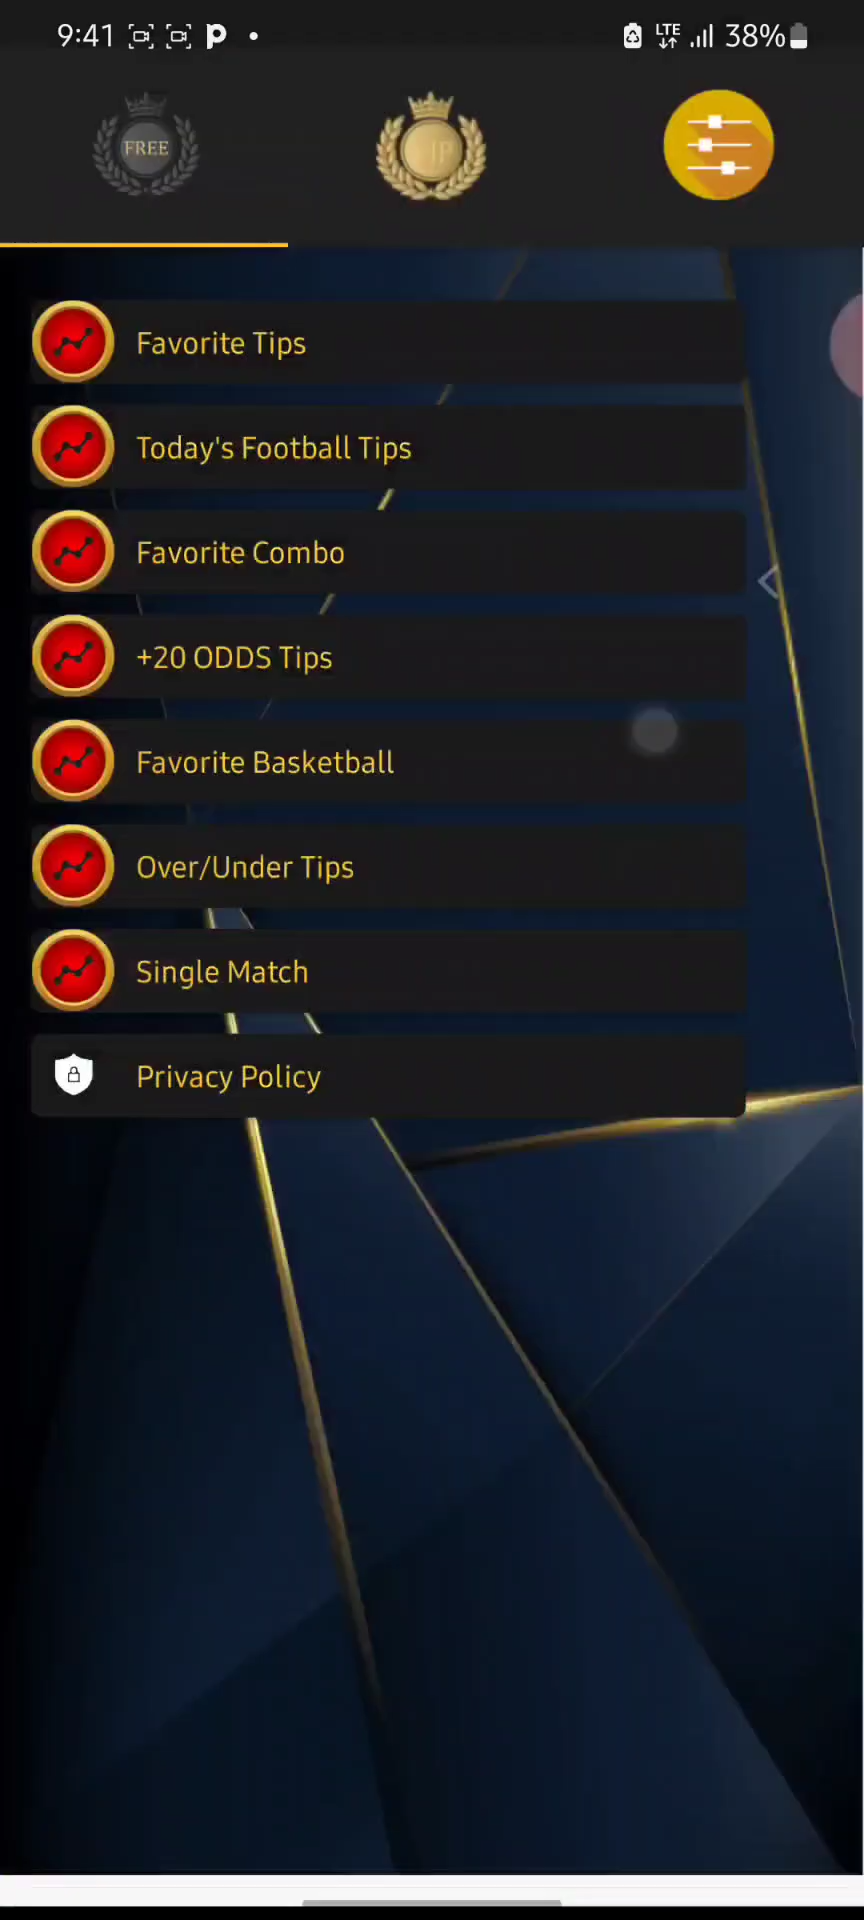 9:41
LTE
38%
FREE
Favorite Tips
Today's Football Tips
Favorite Combo
+20 ODDS Tips
Favorite Basketball
Over/Under Tips
Single Match
Privacy Policy